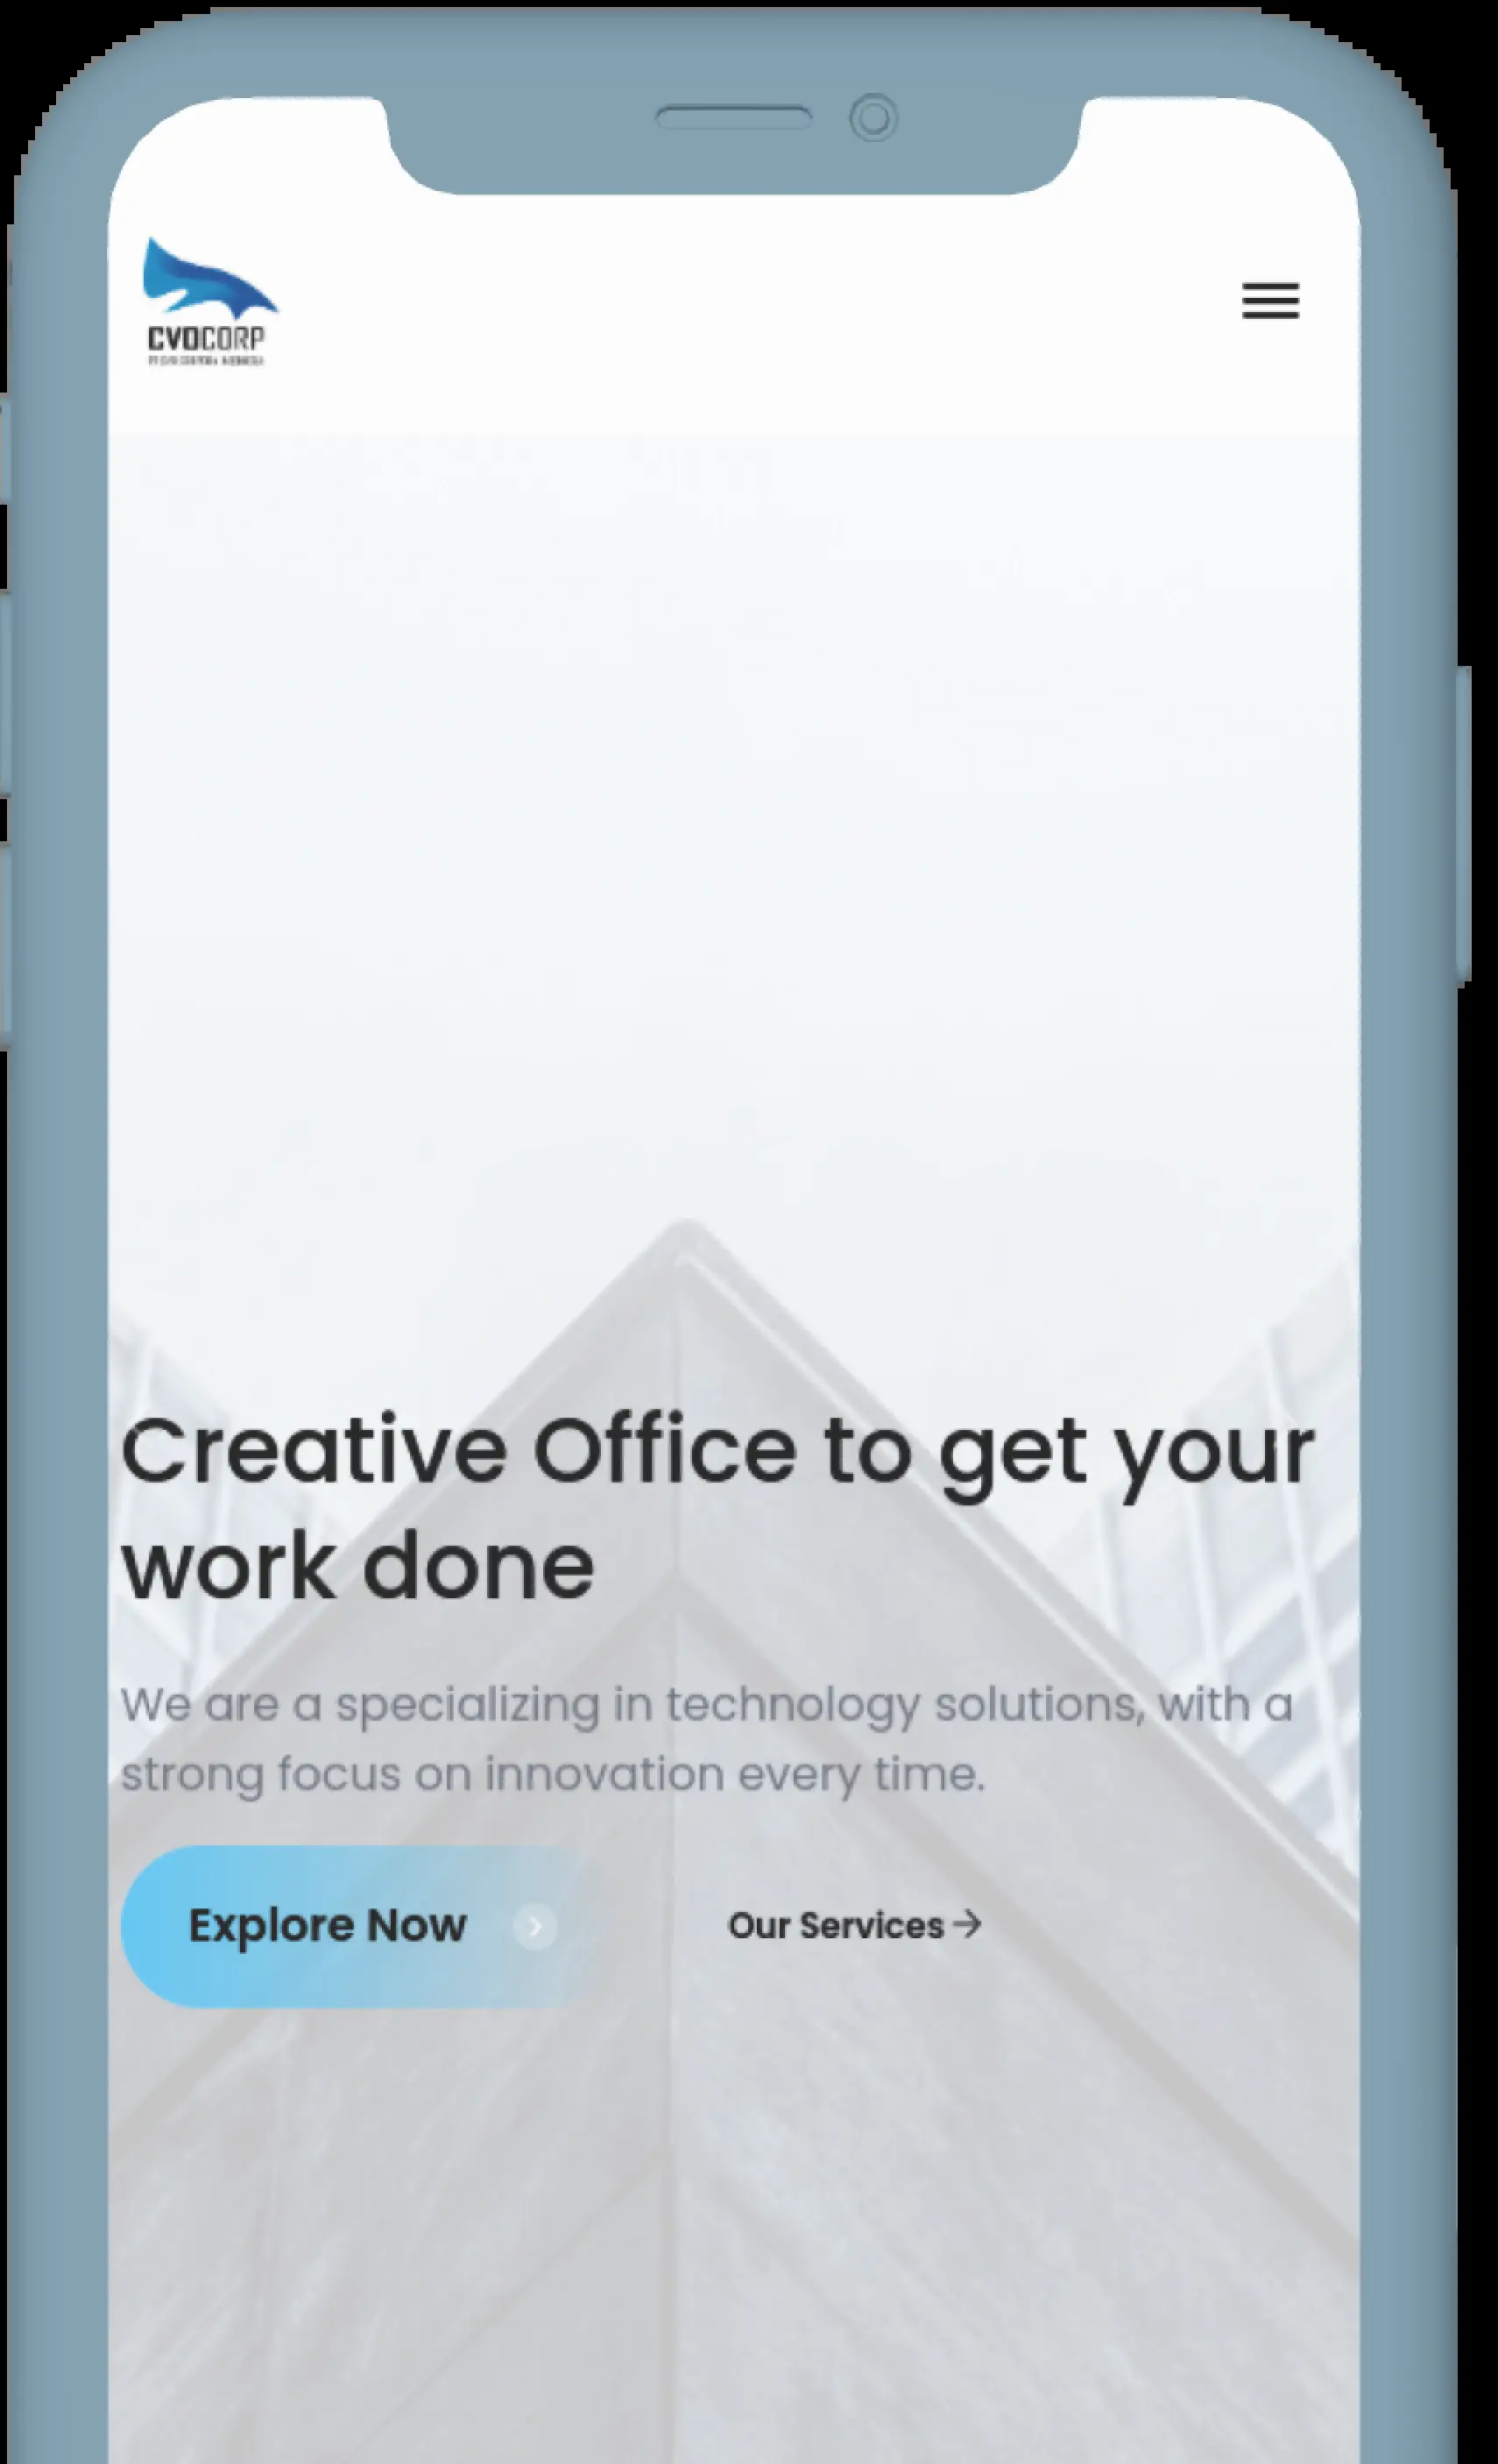 CVOCORP
Creative Office to get your
work done
We are a specializing in technology solutions, with a
strong focus on innovation every time.
Explore Now
Our Services